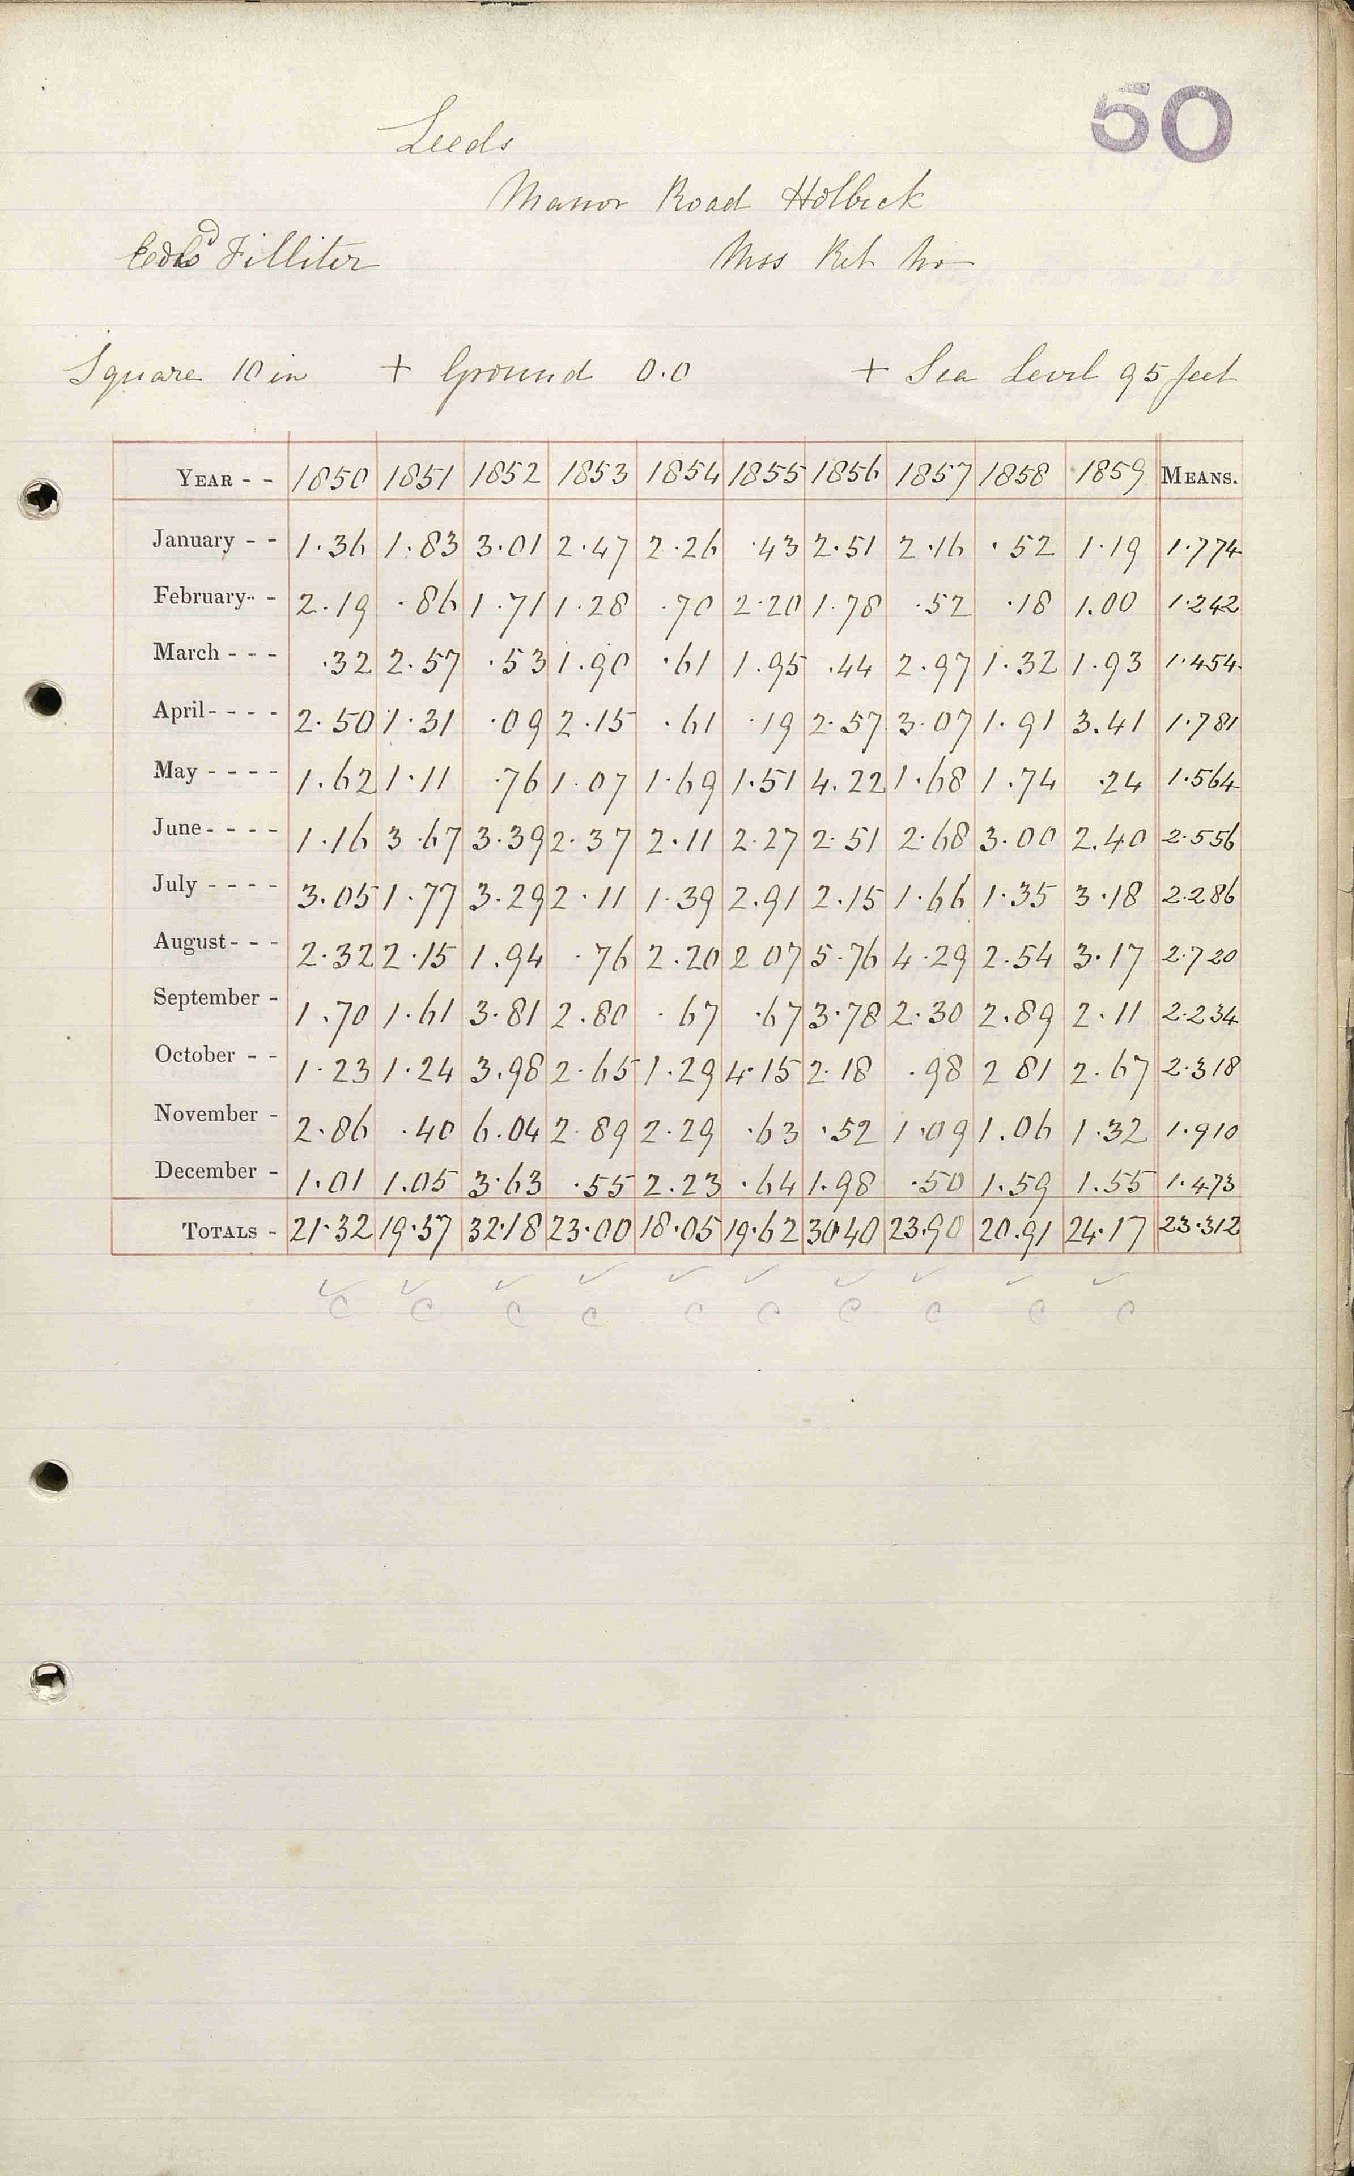 50
Leeds
Manor Road Holbeck
Edwd Filliter Mss Ret no
Square 10 in + Ground 0.0 + Sea Level 95 feet
YEAR - - 1850 1851 1852 1853 1854 1855 1856 1857 1858 1859 MEANS.
January - - 1.36 1.83 3.01 2.47 2.26 .43 2.51 2.16 .52 1.19 1.774
February - - 2.19 .86 1.71 1.28 .70 2.20 1.78 .52 .18 1.00 1.242
March - - - .32 2.57 .53 1.90 .61 1.95 .44 2.97 1.32 1.93 1.454
April - - - - 2.50 1.31 .09 2.15 .61 .19 2.57 3.07 1.91 3.41 1.781
May - - - - 1.62 1.11 .76 1.07 1.69 1.51 4.22 1.68 1.74 .24 1.564
June - - - - 1.16 3.67 3.39 2.37 2.11 2.27 2.51 2.68 3.00 2.40 2.556
July - - - - 3.05 1.77 3.29 2.11 1.39 2.91 2.15 1.66 1.35 3.18 2.286
August - - - 2.32 2.15 1.94 .76 2.20 2 07 5.76 4.29 2.54 3.17 2.720
September - 1.70 1.61 3.81 2.80 .67 .67 3.78 2.30 2.89 2.11 2.234
October - - 1.23 1.24 3.98 2.65 1.29 4.15 2.18 .98 2 81 2.67 2.318
November - 2.86 .40 6.04 2.89 2.29 .63 .52 1.09 1.06 1.32 1.910
December - 1.01 1.05 3.63 .55 2.23 .64 1.98 .50 1.59 1.55 1.473
TOTALS - 21.32 19.57 32.18 23.00 18.05 19.62 30.40 23.90 20.91 24.17 23.312
✓ ✓ ✓ ✓ ✓ ✓ ✓ ✓ ✓ ✓
C C C C C C C C C C